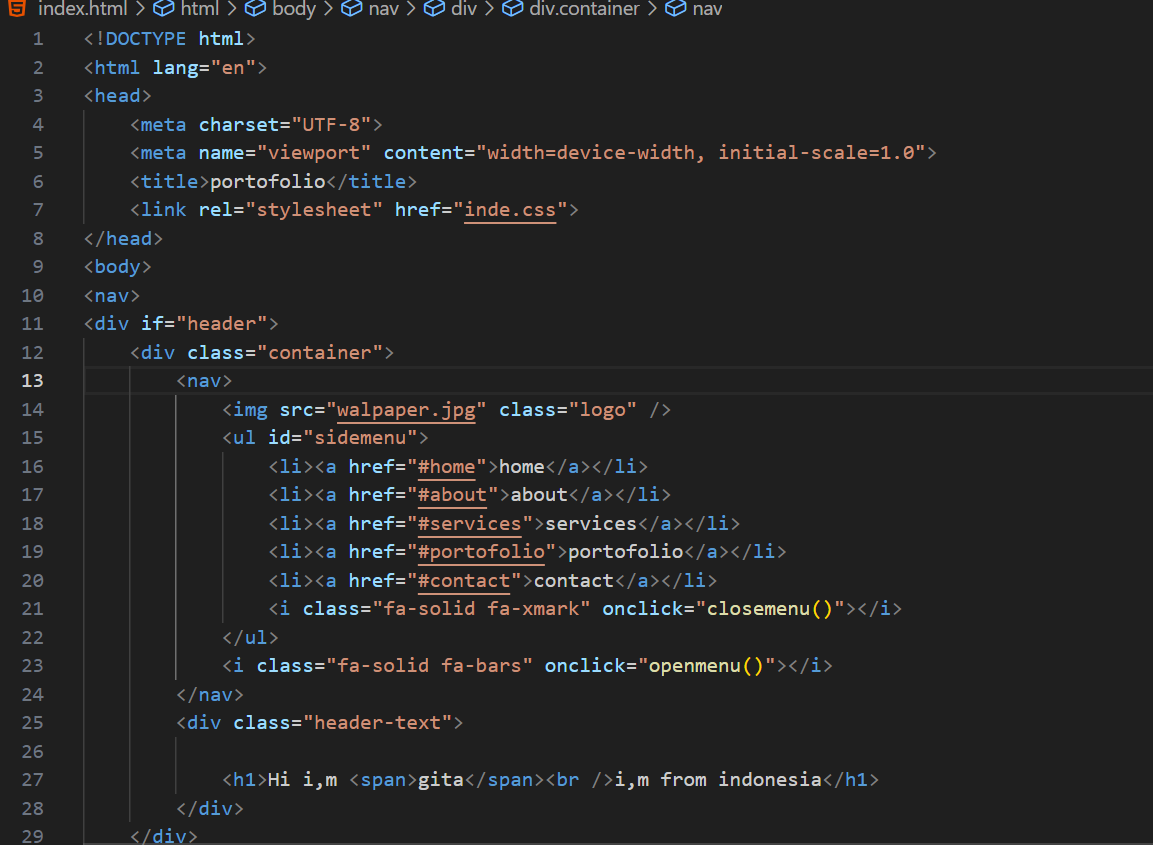 index.html > html > body > nav > div > div.container > nav
1 <!DOCTYPE html>
2 <html lang="en">
3 <head>
4 <meta charset="UTF-8">
5 <meta name="viewport" content="width=device-width, initial-scale=1.0">
6 <title>portofolio</title>
7 <link rel="stylesheet" href="inde.css">
8 </head>
9 <body>
10 <nav>
11 <div if="header">
12 <div class="container">
13 <nav>
14 <img src="walpaper.jpg" class="logo" />
15 <ul id="sidemenu">
16 <li><a href="#home">home</a></li>
17 <li><a href="#about">about</a></li>
18 <li><a href="#services">services</a></li>
19 <li><a href="#portofolio">portofolio</a></li>
20 <li><a href="#contact">contact</a></li>
21 <i class="fa-solid fa-xmark" onclick="closemenu()"></i>
22 </ul>
23 <i class="fa-solid fa-bars" onclick="openmenu()"></i>
24 </nav>
25 <div class="header-text">
26
27 <h1>Hi i,m <span>gita</span><br />i,m from indonesia</h1>
28 </div>
29 </div>